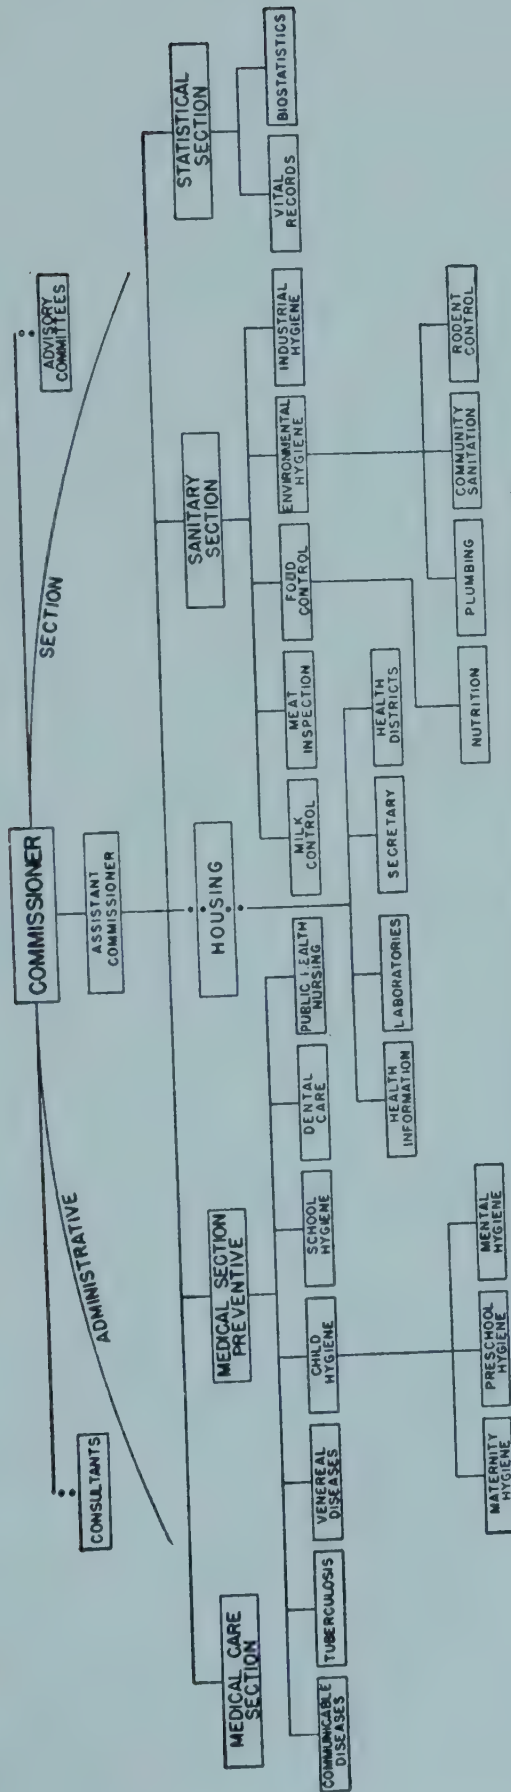 COMMISSIONER
ASSISTANT
COMMISSIONER
CONSULTANTS
ADVISORY
COMMITTEES
ADMINISTRATIVE
SECTION
MEDICAL CARE
SECTION
MEDICAL SECTION
PREVENTIVE
HOUSING
SANITARY
SECTION
STATISTICAL
SECTION
COMMUNICABLE
DISEASES
TUBERCULOSIS
VENEREAL
DISEASES
CHILD
HYGIENE
SCHOOL
HYGIENE
DENTAL
CARE
PUBLIC HEALTH
NURSING
MILK
CONTROL
MEAT
INSPECTION
FOOD
CONTROL
ENVIRONMENTAL
HYGIENE
INDUSTRIAL
HYGIENE
VITAL
RECORDS
BIOSTATISTICS
HEALTH
INFORMATION
LABORATORIES
SECRETARY
HEALTH
DISTRICTS
MATERNITY
HYGIENE
PRESCHOOL
HYGIENE
MENTAL
HYGIENE
NUTRITION
PLUMBING
COMMUNITY
SANITATION
RODENT
CONTROL